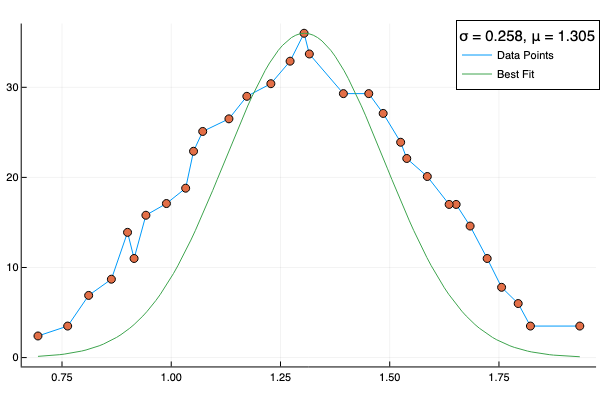 σ = 0.258, μ = 1.305
Data Points
Best Fit
30
20
10
0
0.75 1.00 1.25 1.50 1.75